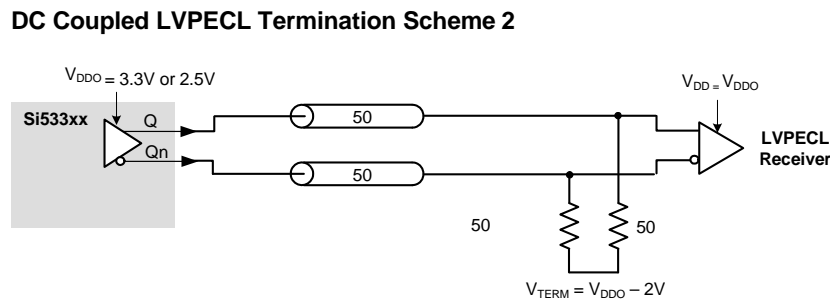 DC Coupled LVPECL Termination Scheme 2
VDDO = 3.3V or 2.5V
VDD = VDDO
Si533xx
Q
50
LVPECL
Receiver
Qn
50
50
50
VTERM = VDDO – 2V